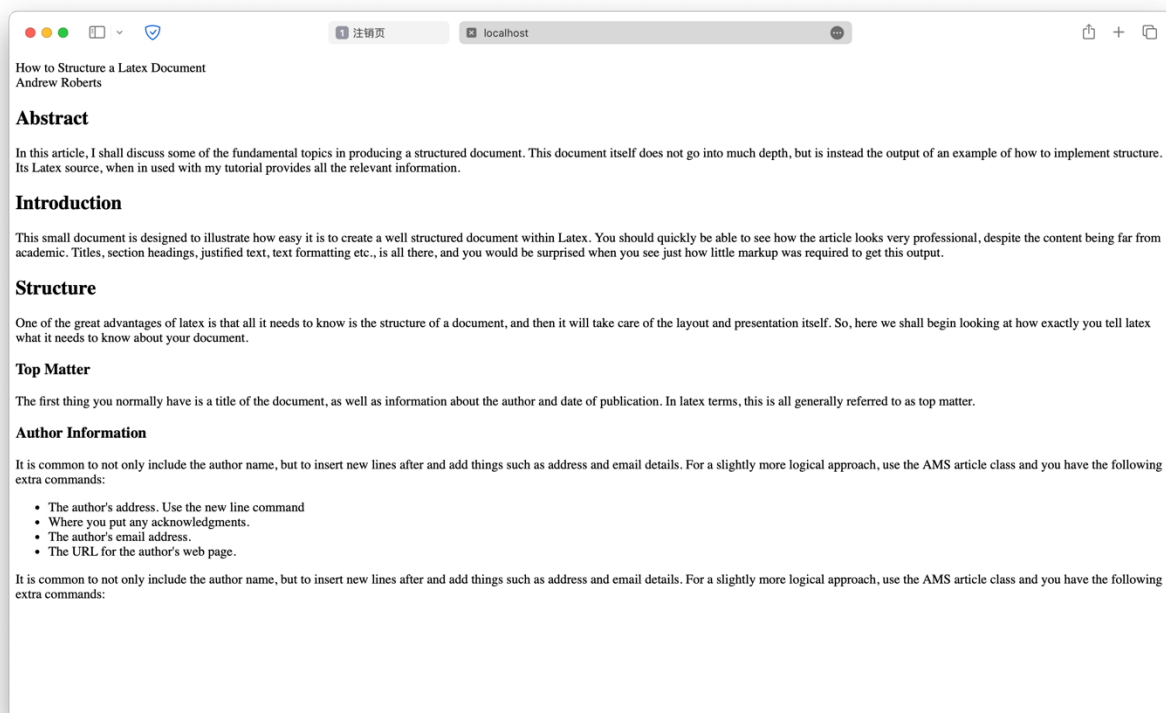 1 注销页
localhost
How to Structure a Latex Document
Andrew Roberts
Abstract
In this article, I shall discuss some of the fundamental topics in producing a structured document. This document itself does not go into much depth, but is instead the output of an example of how to implement structure.
Its Latex source, when in used with my tutorial provides all the relevant information.
Introduction
This small document is designed to illustrate how easy it is to create a well structured document within Latex. You should quickly be able to see how the article looks very professional, despite the content being far from
academic. Titles, section headings, justified text, text formatting etc., is all there, and you would be surprised when you see just how little markup was required to get this output.
Structure
One of the great advantages of latex is that all it needs to know is the structure of a document, and then it will take care of the layout and presentation itself. So, here we shall begin looking at how exactly you tell latex
what it needs to know about your document.
Top Matter
The first thing you normally have is a title of the document, as well as information about the author and date of publication. In latex terms, this is all generally referred to as top matter.
Author Information
It is common to not only include the author name, but to insert new lines after and add things such as address and email details. For a slightly more logical approach, use the AMS article class and you have the following
extra commands:
• The author's address. Use the new line command
• Where you put any acknowledgments.
• The author's email address.
• The URL for the author's web page.
It is common to not only include the author name, but to insert new lines after and add things such as address and email details. For a slightly more logical approach, use the AMS article class and you have the following
extra commands: